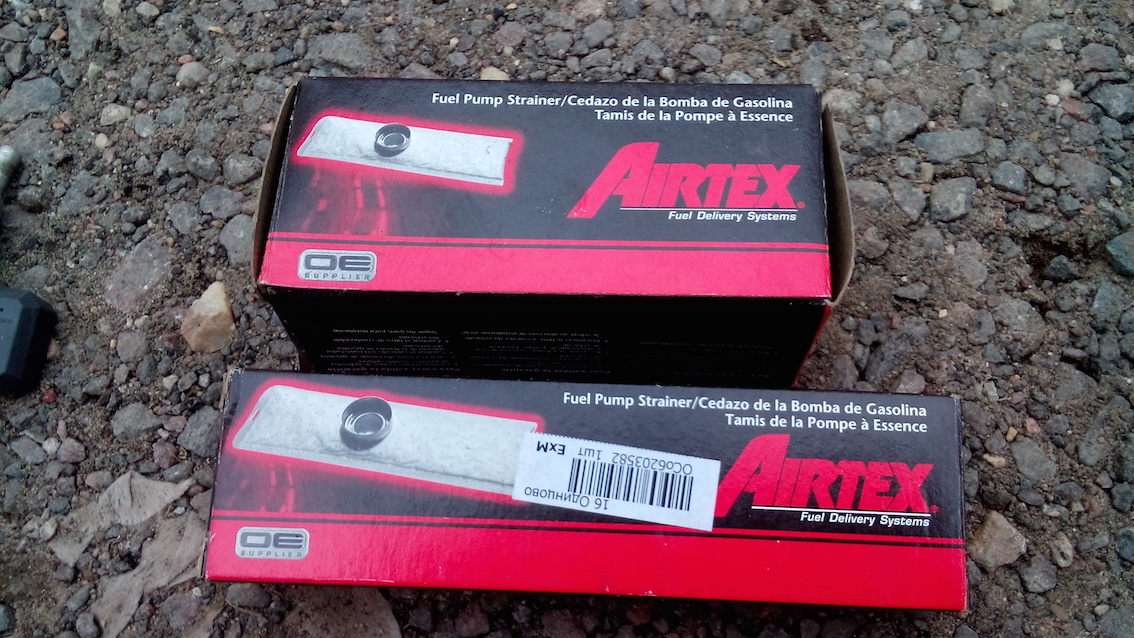 Fuel Pump Strainer/Cedazo de la Bomba de Gasolina
Tamis de la Pompe à Essence
AIRTEX®
Fuel Delivery Systems
OE
SUPPLIER
Fuel Pump Strainer/Cedazo de la Bomba de Gasolina
Tamis de la Pompe à Essence
16 Одинцово
ОСо6203582 1шт
ExM
AIRTEX®
Fuel Delivery Systems
OE
SUPPLIER